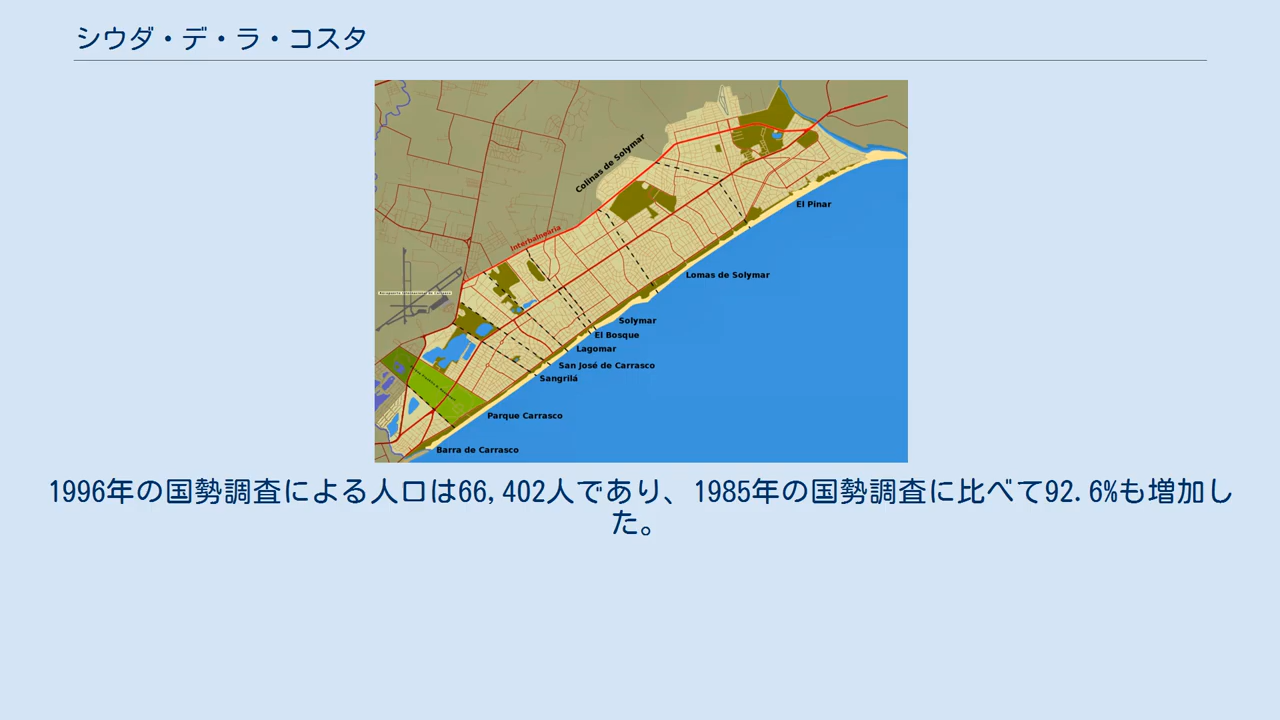 シウダ・デ・ラ・コスタ
Colinas de Solymar
El Pinar
Interbalnearia
Lomas de Solymar
Solymar
El Bosque
Lagomar
San José de Carrasco
Sangrilá
Parque Carrasco
Barra de Carrasco
1996年の国勢調査による人口は66,402人であり、1985年の国勢調査に比べて92.6%も増加し
た。